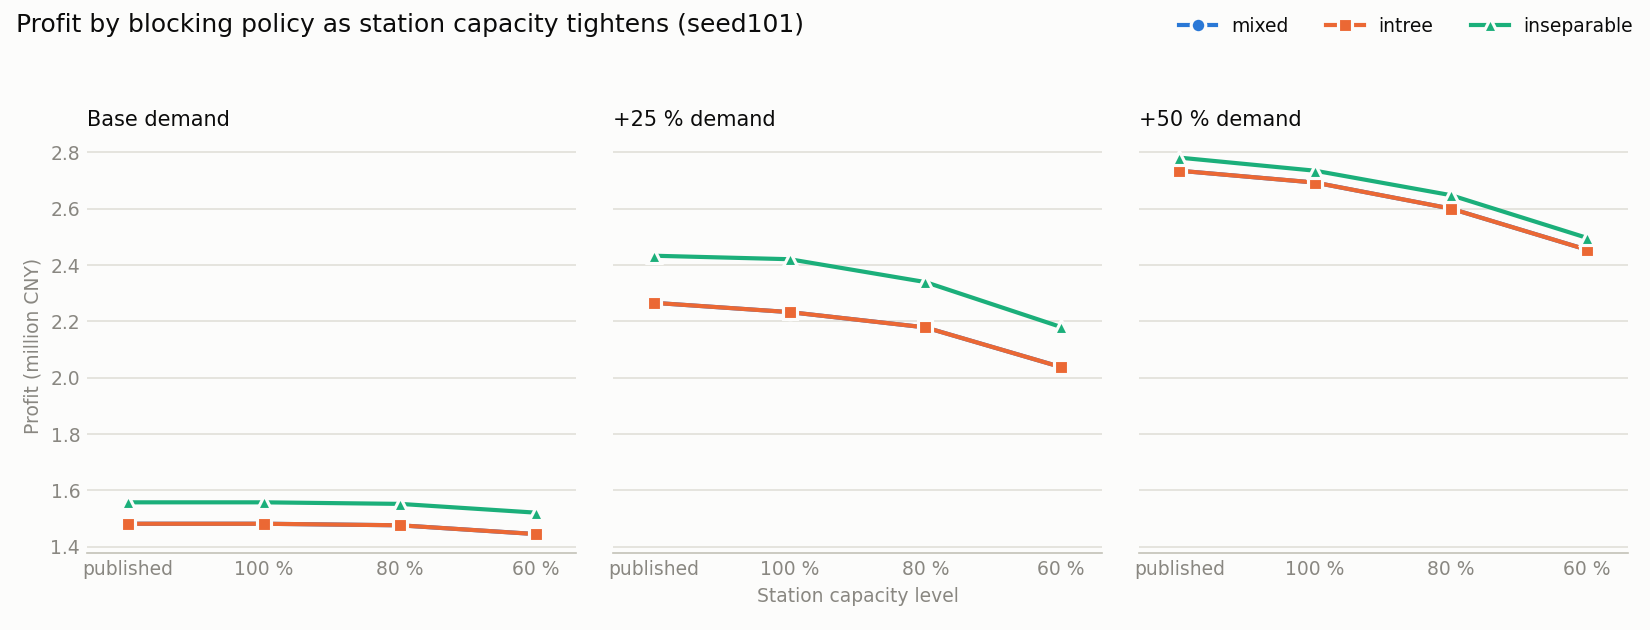 Profit by blocking policy as station capacity tightens (seed101)
mixed
intree
inseparable
Base demand
+25 % demand
+50 % demand
Profit (million CNY)
2.8
2.6
2.4
2.2
2.0
1.8
1.6
1.4
published 100 % 80 % 60 %
published 100 % 80 % 60 %
published 100 % 80 % 60 %
Station capacity level